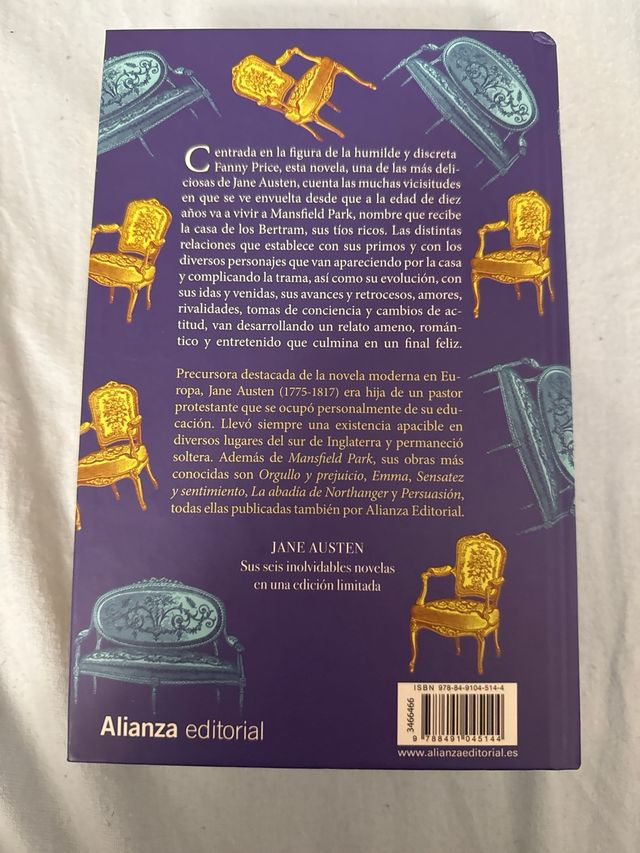 Centrada en la figura de la humilde y discreta
Fanny Price, esta novela, una de las más deli-
ciosas de Jane Austen, cuenta las muchas vicisitudes
en que se ve envuelta desde que a la edad de diez
años va a vivir a Mansfield Park, nombre que recibe
la casa de los Bertram, sus tíos ricos. Las distintas
relaciones que establece con sus primos y con los
diversos personajes que van apareciendo por la casa
y complicando la trama, así como su evolución, con
sus idas y venidas, sus avances y retrocesos, amores,
rivalidades, tomas de conciencia y cambios de ac-
titud, van desarrollando un relato ameno, román-
tico y entretenido que culmina en un final feliz.
Precursora destacada de la novela moderna en Eu-
ropa, Jane Austen (1775-1817) era hija de un pastor
protestante que se ocupó personalmente de su edu-
cación. Llevó siempre una existencia apacible en
diversos lugares del sur de Inglaterra y permaneció
soltera. Además de Mansfield Park, sus obras más
conocidas son Orgullo y prejuicio, Emma, Sensatez
y sentimiento, La abadía de Northanger y Persuasión,
todas ellas publicadas también por Alianza Editorial.
JANE AUSTEN
Sus seis inolvidables novelas
en una edición limitada
Alianza editorial
ISBN 978-84-9104-514-4
3466466
9 788491 045144
www.alianzaeditorial.es